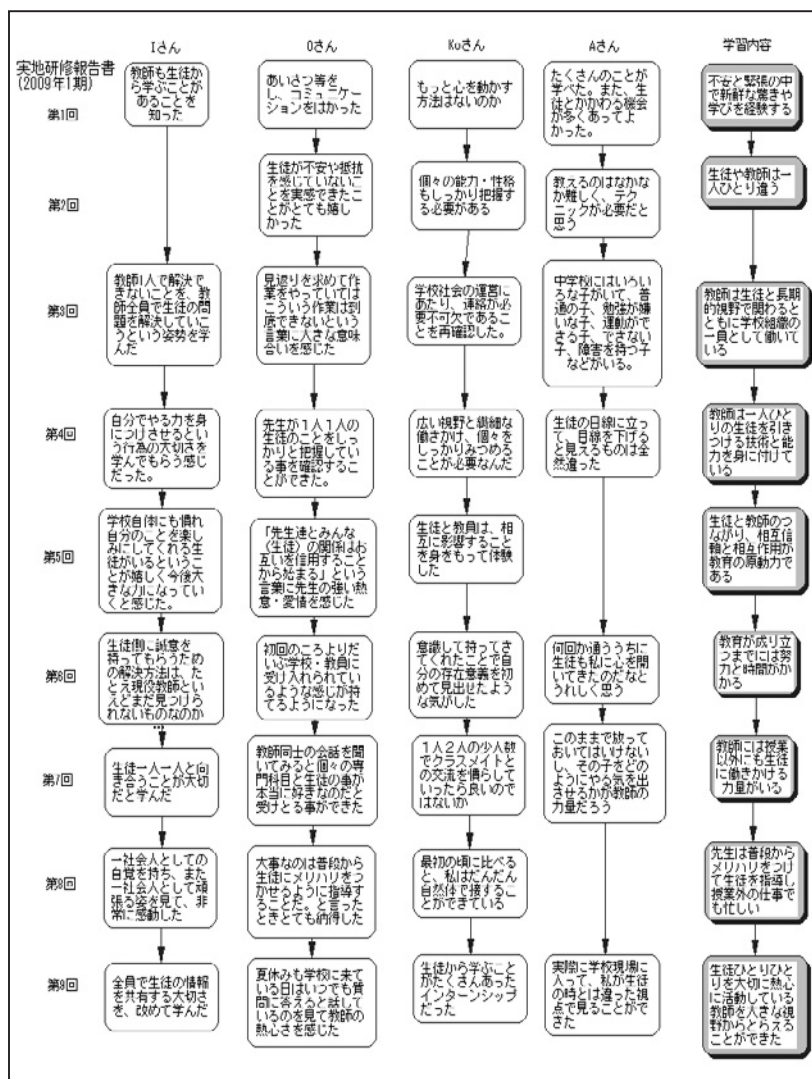 Iさん
Oさん
Kuさん
Aさん
学習内容
実地研修報告書
(2009年1期)
第1回
教師も生徒か
ら学ぶことが
あることを
知った
あいさつ等を
し、コミュニケー
ションをはかった
もっと心を動かす
方法はないのか
たくさんのことが
学べた。また、生
徒とかかわる機会
が多くあってよ
かった。
不安と緊張の中
で新鮮な驚きや
学びを経験する
第2回
生徒が不安や抵抗
を感じていないこ
とを実感できたこ
とがとても嬉し
かった
個々の能力・性格
もしっかり把握す
る必要がある
教えるのはなかな
か難しく、テク
ニックが必要だと
思う
生徒や教師は一
人ひとり違う
第3回
教師1人で解決で
きないことを、教
師全員で生徒の問
題を解決していこ
うという姿勢を学
んだ
見返りを求めて作
業をやっていては
こういう作業は到
底できないという
言葉に大きな意味
合いを感じた
学校社会の運営に
あたり、連絡が必
要不可欠であるこ
とを再確認した。
中学校にはいろい
ろな子がいて、普
通の子、勉強が嫌
いな子、運動がで
きる子、できない
子、障害を持つ子
などがいる。
教師は生徒と長期
的視野で関わると
ともに学校組織の
一員として働いて
いる
第4回
自分でやる力を身
につけさせるとい
う行為の大切さを
学んでもらう感じ
だった。
先生が1人1人の
生徒のことをしっ
かりと把握してい
る事を確認するこ
とができた。
広い視野と繊細な
働きかけ、個々を
しっかりみつめる
ことが必要なんだ
生徒の目線に立っ
て、目線を下げる
と見えるものは全
然違った
教師は一人ひと
りの生徒を引き
つける技術と能
力を身に付けて
いる
第5回
学校自体にも慣れ
自分のことを楽し
みにしてくれる生
徒がいるというこ
とが嬉しく今後大
きな力になってい
くと感じた。
「先生達とみんな
(生徒)の関係はお
互いを信用すること
から始まる」という
言葉に先生の強い熱
意・愛情を感じた
生徒と教員は、相
互に影響すること
を身をもって体験
した
生徒と教師のつ
ながり、相互信
頼と相互作用が
教育の原動力で
ある
第6回
生徒側に誠意を
持ってもらうため
の解決方法は、た
とえ現役教師とい
えどまだ見つけら
れないものなのか
…
初回のころよりだ
いぶ学校・教員に
受け入れられてい
るような感じが持
てるようになった
意識して持ってき
てくれたことで自
分の存在意義を初
めて見出せたよう
な気がした
何回か通ううちに
生徒も私に心を開
いてきたのだなと
うれしく思う
教育が成り立
つまでには努
力と時間がか
かる
第7回
生徒一人一人と向
き合うことが大切
だと学んだ
教師同士の会話を聞
いてみると個々の専
門科目と生徒の事が
本当に好きなのだと
受けとる事ができた
1人2人の少人数
でクラスメイトと
の交流を慣らして
いったら良いので
はないか
このままで放って
おいてはいけない
し、その子をどの
ようにやる気を出
させるかが教師の
力量だろう
教師には授業
以外にも生徒
に働きかける
力量がいる
第8回
一社会人としての
自覚を持ち、また
一社会人として頑
張る姿を見て、非
常に感動した
大事なのは普段から
生徒にメリハリをつ
かせるように指導す
ることだ。と言った
ときとても納得した
最初の頃に比べる
と、私はだんだん
自然体で接するこ
とができている
先生は普段から
メリハリをつけ
て生徒を指導し
授業外の仕事で
も忙しい
第9回
全員で生徒の情報
を共有する大切さ
を、改めて学んだ
夏休みも学校に来て
いる日はいつでも質
問に答えると話して
いるのを見て教師の
熱心さを感じた
生徒から学ぶこと
がたくさんあった
インターンシップ
だった
実際に学校現場に
入って、私が生徒
の時とは違った視
点で見ることがで
きた
生徒ひとりひと
りを大切に熱心
に活動している
教師を大きな視
野からとらえる
ことができた